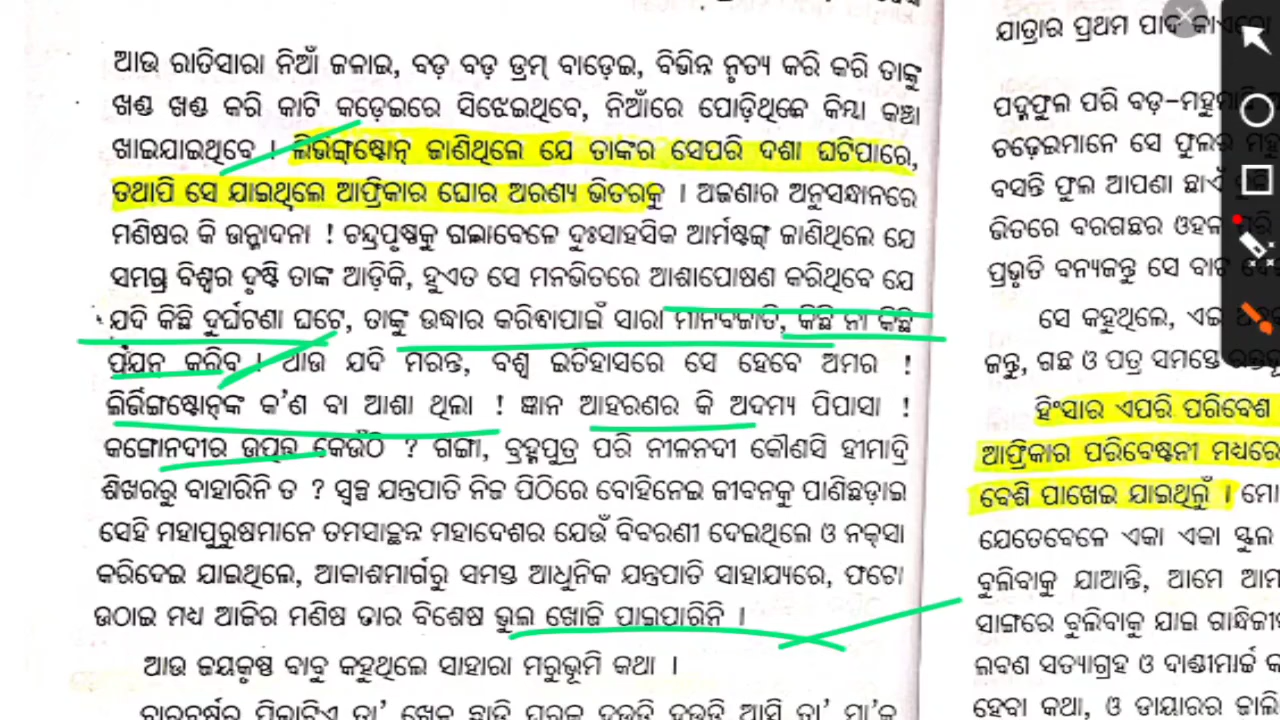 ଆଉ ରାତିସାରା ନିଆଁ ଜଳାଇ, ବଡ଼ ବଡ଼ ଡ୍ରମ୍ ବାଡ଼େଇ, ବିଭିନ୍ନ ନୃତ୍ୟ କରି କରି ତାଙ୍କୁ
ଖଣ୍ଡ ଖଣ୍ଡ କରି କାଟି କଡ଼େଇରେ ସିଝେଇଥିବେ, ନିଆଁରେ ପୋଡ଼ିଥିବେ କିମ୍ବା କଞ୍ଚା
ଖାଇଯାଇଥିବେ । ଲିଭିଂଷ୍ଟୋନ୍ ଜାଣିଥିଲେ ଯେ ତାଙ୍କର ସେପରି ଦଶା ଘଟିପାରେ,
ତଥାପି ସେ ଯାଇଥିଲେ ଆଫ୍ରିକାର ଘୋର ଅରଣ୍ୟ ଭିତରକୁ । ଅଜଣାର ଅନୁସନ୍ଧାନରେ
ମଣିଷର କି ଉନ୍ମାଦନା ! ଚନ୍ଦ୍ରପୃଷ୍ଠକୁ ଗଲାବେଳେ ଦୁଃସାହସିକ ଆର୍ମଷ୍ଟ୍ରଙ୍ଗ୍ ଜାଣିଥିଲେ ଯେ
ସମଗ୍ର ବିଶ୍ୱର ଦୃଷ୍ଟି ତାଙ୍କ ଆଡ଼ିକି, ହୁଏତ ସେ ମନଭିତରେ ଆଶାପୋଷଣ କରିଥିବେ ଯେ
ଯଦି କିଛି ଦୁର୍ଘଟଣା ଘଟେ, ତାଙ୍କୁ ଉଦ୍ଧାର କରିବାପାଇଁ ସାରା ମାନବଜାତି, କିଛି ନା କିଛି
କରିବ । ଆଉ ଯଦି ମରନ୍ତି, ବିଶ୍ୱ ଇତିହାସରେ ସେ ହେବେ ଅମର !
ଲିଭିଂଷ୍ଟୋନ୍‌ଙ୍କ କ'ଣ ବା ଆଶା ଥିଲା ! ଜ୍ଞାନ ଆହରଣର କି ଅଦମ୍ୟ ପିପାସା !
କଙ୍ଗୋନଦୀର ଉତ୍ପତ୍ତି କେଉଁଠି ? ଗଙ୍ଗା, ବ୍ରହ୍ମପୁତ୍ର ପରି ନୀଳନଦୀ କୌଣସି ହୀମାଦ୍ରି
ଶିଖରରୁ ବାହାରିନି ତ ? ସ୍ୱଳ୍ପ ଯନ୍ତ୍ରପାତି ନିଜ ପିଠିରେ ବୋହିନେଇ ଜୀବନକୁ ପାଣିଛଡ଼ାଇ
ସେହି ମହାପୁରୁଷମାନେ ତମସାଚ୍ଛନ୍ନ ମହାଦେଶର ଯେଉଁ ବିବରଣୀ ଦେଇଥିଲେ ଓ ନକ୍ସା
କରିଦେଇ ଯାଇଥିଲେ, ଆକାଶମାର୍ଗରୁ ସମସ୍ତ ଆଧୁନିକ ଯନ୍ତ୍ରପାତି ସାହାଯ୍ୟରେ, ଫଟୋ
ଉଠାଇ ମଧ୍ୟ ଆଜିର ମଣିଷ ତାର ବିଶେଷ ଭୁଲ ଖୋଜି ପାଇପାରିନି ।
ଆଉ ଜୟକୃଷ୍ଣ ବାବୁ କହୁଥିଲେ ସାହାରା ମରୁଭୂମି କଥା ।
ଯାତ୍ରାର ପ୍ରଥମ ପାଦ
ପଦ୍ମଫୁଲ ପରି ବଡ଼-
ଚଢ଼େଇମାନେ ସେ ଫୁଲର
ବସନ୍ତି ଫୁଲ ଆପଣା ଛାଏଁ
ଭିତରେ ବରଗଛର ଓହଳ
ପ୍ରଭୃତି ବନ୍ୟଜନ୍ତୁ ସେ ବାଟ
ସେ କହୁଥିଲେ, ଏଇ
ଜନ୍ତୁ, ଗଛ ଓ ପତ୍ର ସମସ୍ତେ
ହିଂସାର ଏପରି ପରିବେଶ
ଆଫ୍ରିକାର ପରିବେଷ୍ଟନୀ ମଧ୍ୟରେ
ବେଶି ପାଖେଇ ଯାଇଥିଲୁଁ ।
ଯେତେବେଳେ ଏକା ଏକା ସ୍କୁଲ
ବୁଲିବାକୁ ଯାଆନ୍ତି, ଆମେ
ସାଙ୍ଗରେ ବୁଲିବାକୁ ଯାଇ
ଲବଣ ସତ୍ୟାଗ୍ରହ ଓ ଦାଣ୍ଡୀମାର୍ଚ୍ଚ
ହେବା କଥା, ଓ ଡାୟାରର